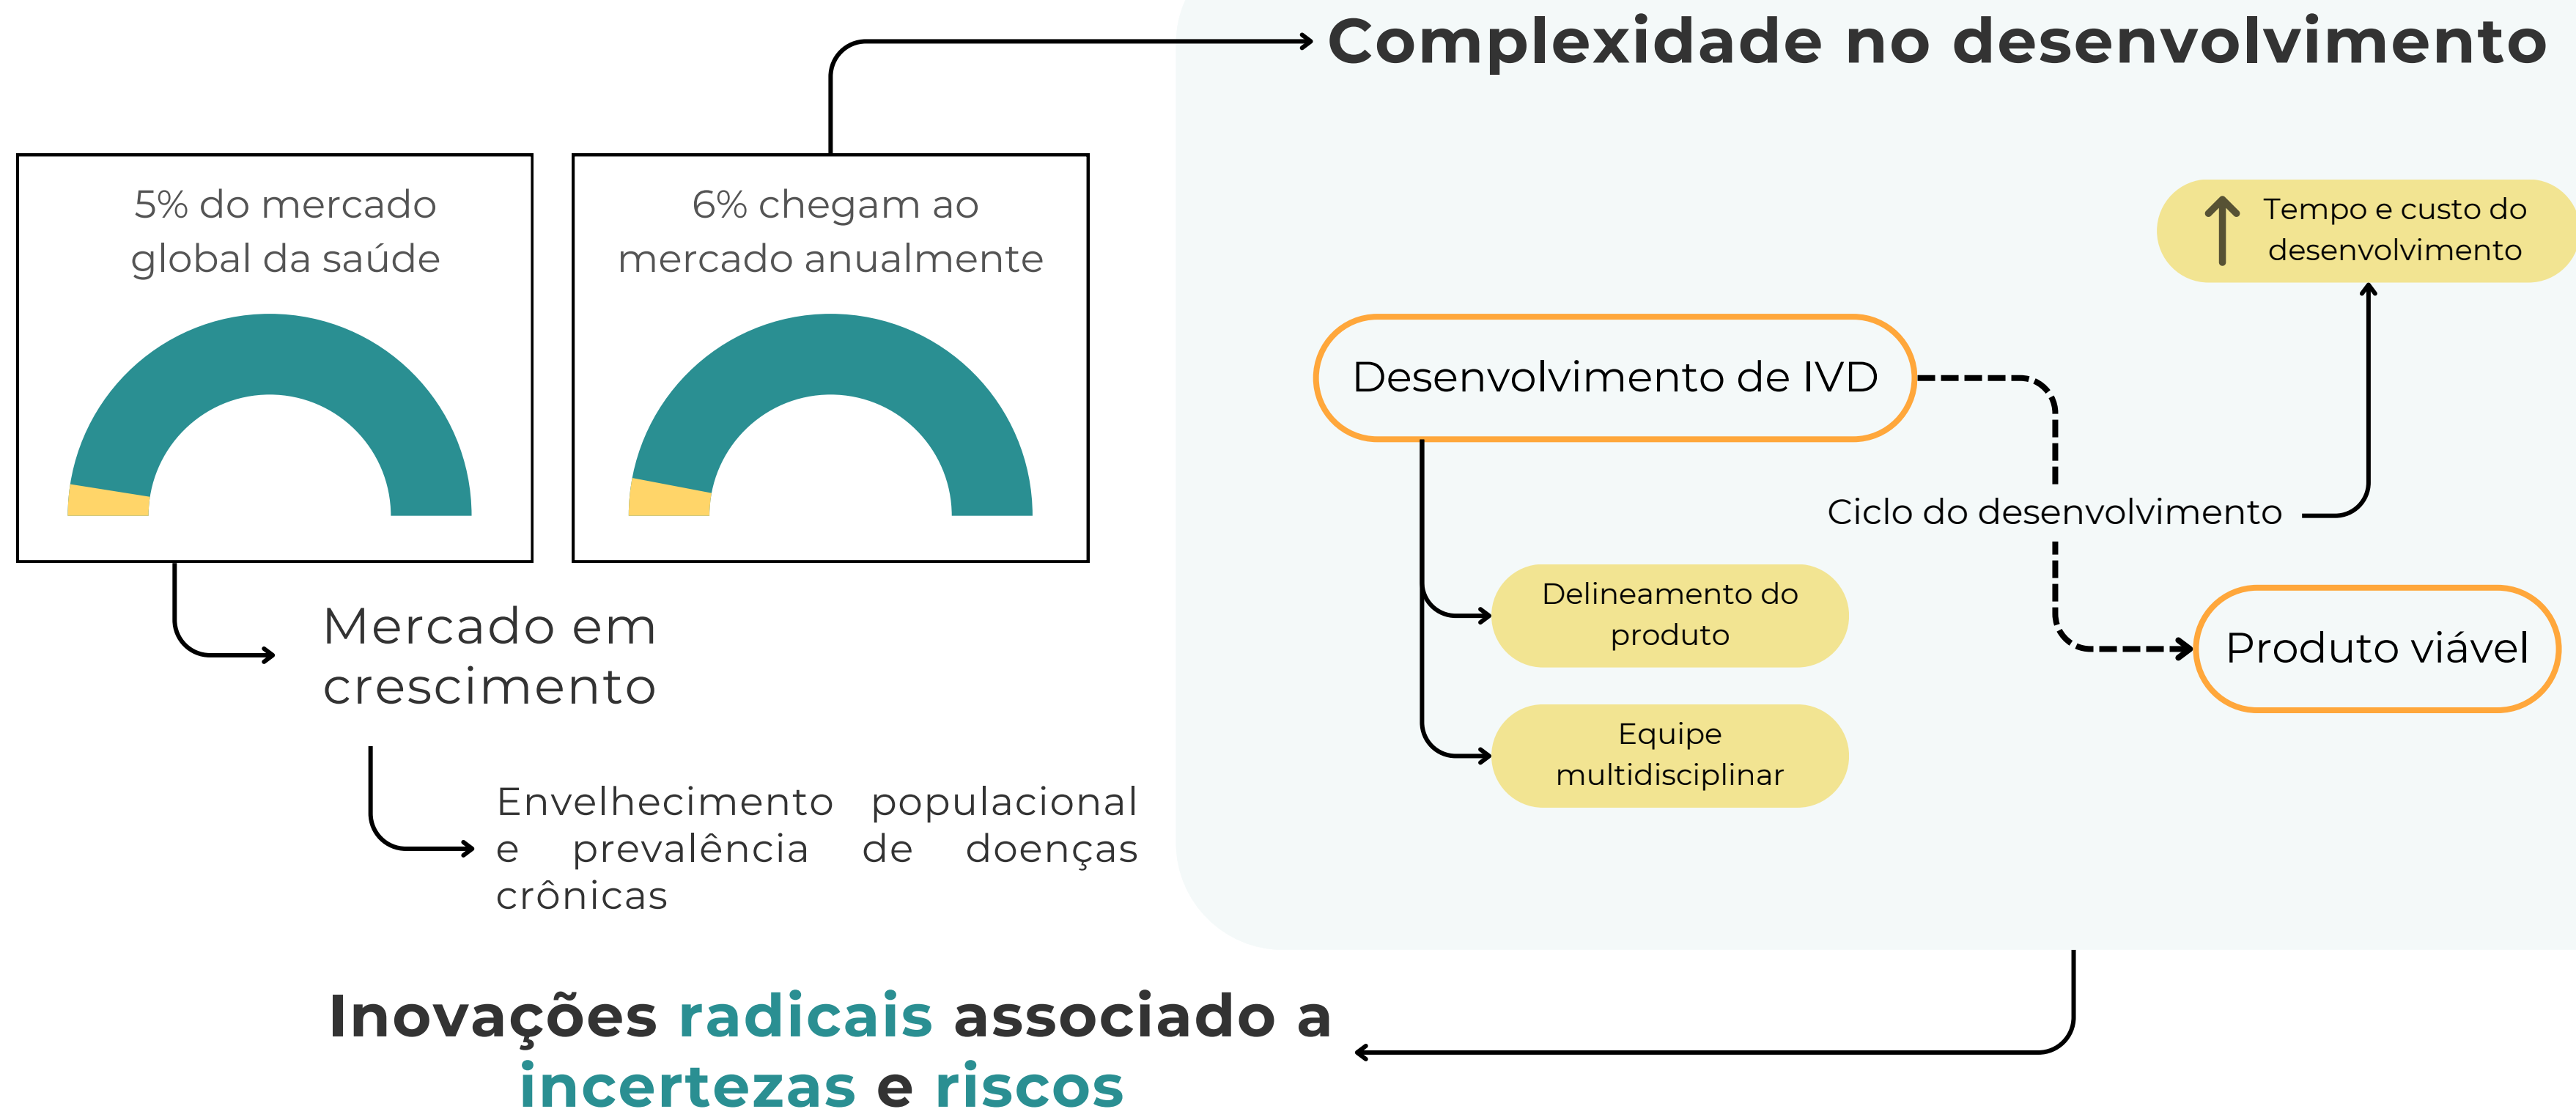 Complexidade no desenvolvimento
5% do mercado
global da saúde
6% chegam ao
mercado anualmente
Tempo e custo do
desenvolvimento
Desenvolvimento de IVD
Ciclo do desenvolvimento
Delineamento do
produto
Produto viável
Equipe
multidisciplinar
Mercado em
crescimento
Envelhecimento populacional
e prevalência de doenças
crônicas
Inovações radicais associado a
incertezas e riscos